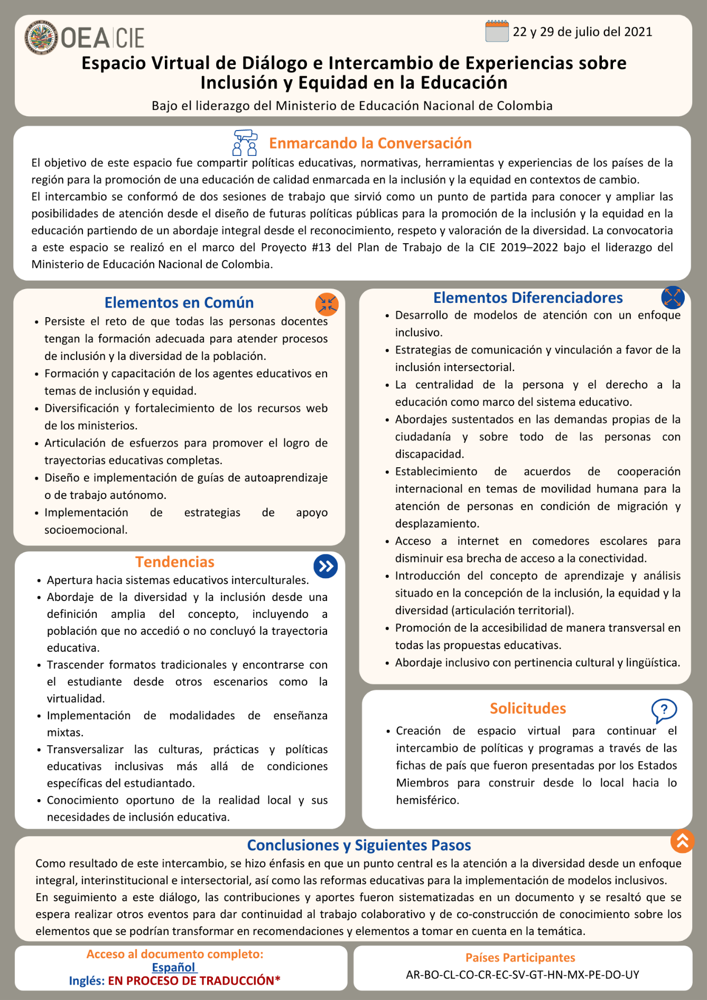 OEA|CIE
22 y 29 de julio del 2021
Espacio Virtual de Diálogo e Intercambio de Experiencias sobre
Inclusión y Equidad en la Educación
Bajo el liderazgo del Ministerio de Educación Nacional de Colombia
Enmarcando la Conversación
El objetivo de este espacio fue compartir políticas educativas, normativas, herramientas y experiencias de los países de la
región para la promoción de una educación de calidad enmarcada en la inclusión y la equidad en contextos de cambio.
El intercambio se conformó de dos sesiones de trabajo que sirvió como un punto de partida para conocer y ampliar las
posibilidades de atención desde el diseño de futuras políticas públicas para la promoción de la inclusión y la equidad en la
educación partiendo de un abordaje integral desde el reconocimiento, respeto y valoración de la diversidad. La convocatoria
a este espacio se realizó en el marco del Proyecto #13 del Plan de Trabajo de la CIE 2019–2022 bajo el liderazgo del
Ministerio de Educación Nacional de Colombia.
Elementos en Común
• Persiste el reto de que todas las personas docentes
tengan la formación adecuada para atender procesos
de inclusión y la diversidad de la población.
• Formación y capacitación de los agentes educativos en
temas de inclusión y equidad.
• Diversificación y fortalecimiento de los recursos web
de los ministerios.
• Articulación de esfuerzos para promover el logro de
trayectorias educativas completas.
• Diseño e implementación de guías de autoaprendizaje
o de trabajo autónomo.
• Implementación de estrategias de apoyo
socioemocional.
Tendencias
• Apertura hacia sistemas educativos interculturales.
• Abordaje de la diversidad y la inclusión desde una
definición amplia del concepto, incluyendo a
población que no accedió o no concluyó la trayectoria
educativa.
• Trascender formatos tradicionales y encontrarse con
el estudiante desde otros escenarios como la
virtualidad.
• Implementación de modalidades de enseñanza
mixtas.
• Transversalizar las culturas, prácticas y políticas
educativas inclusivas más allá de condiciones
específicas del estudiantado.
• Conocimiento oportuno de la realidad local y sus
necesidades de inclusión educativa.
Elementos Diferenciadores
• Desarrollo de modelos de atención con un enfoque
inclusivo.
• Estrategias de comunicación y vinculación a favor de la
inclusión intersectorial.
• La centralidad de la persona y el derecho a la
educación como marco del sistema educativo.
• Abordajes sustentados en las demandas propias de la
ciudadanía y sobre todo de las personas con
discapacidad.
• Establecimiento de acuerdos de cooperación
internacional en temas de movilidad humana para la
atención de personas en condición de migración y
desplazamiento.
• Acceso a internet en comedores escolares para
disminuir esa brecha de acceso a la conectividad.
• Introducción del concepto de aprendizaje y análisis
situado en la concepción de la inclusión, la equidad y la
diversidad (articulación territorial).
• Promoción de la accesibilidad de manera transversal en
todas las propuestas educativas.
• Abordaje inclusivo con pertinencia cultural y lingüística.
Solicitudes
?
• Creación de espacio virtual para continuar el
intercambio de políticas y programas a través de las
fichas de país que fueron presentadas por los Estados
Miembros para construir desde lo local hacia lo
hemisférico.
Conclusiones y Siguientes Pasos
Como resultado de este intercambio, se hizo énfasis en que un punto central es la atención a la diversidad desde un enfoque
integral, interinstitucional e intersectorial, así como las reformas educativas para la implementación de modelos inclusivos.
En seguimiento a este diálogo, las contribuciones y aportes fueron sistematizadas en un documento y se resaltó que se
espera realizar otros eventos para dar continuidad al trabajo colaborativo y de co-construcción de conocimiento sobre los
elementos que se podrían transformar en recomendaciones y elementos a tomar en cuenta en la temática.
Acceso al documento completo:
Español
Inglés: EN PROCESO DE TRADUCCIÓN*
Países Participantes
AR-BO-CL-CO-CR-EC-SV-GT-HN-MX-PE-DO-UY